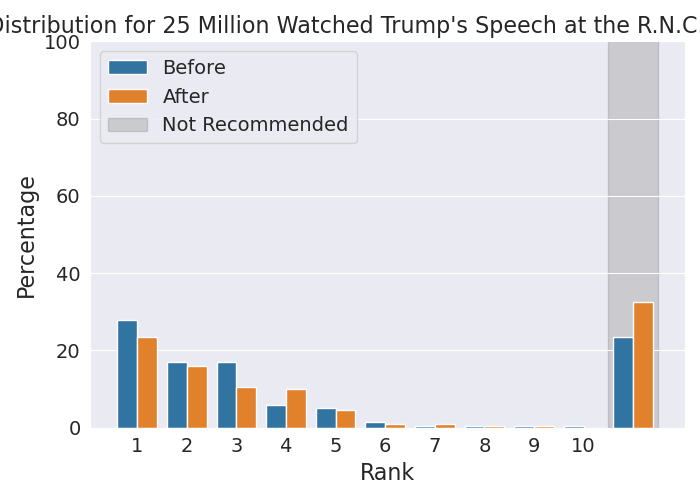 Distribution for 25 Million Watched Trump's Speech at the R.N.C.
100
80
60
40
20
0
Percentage
Before
After
Not Recommended
1 2 3 4 5 6 7 8 9 10
Rank